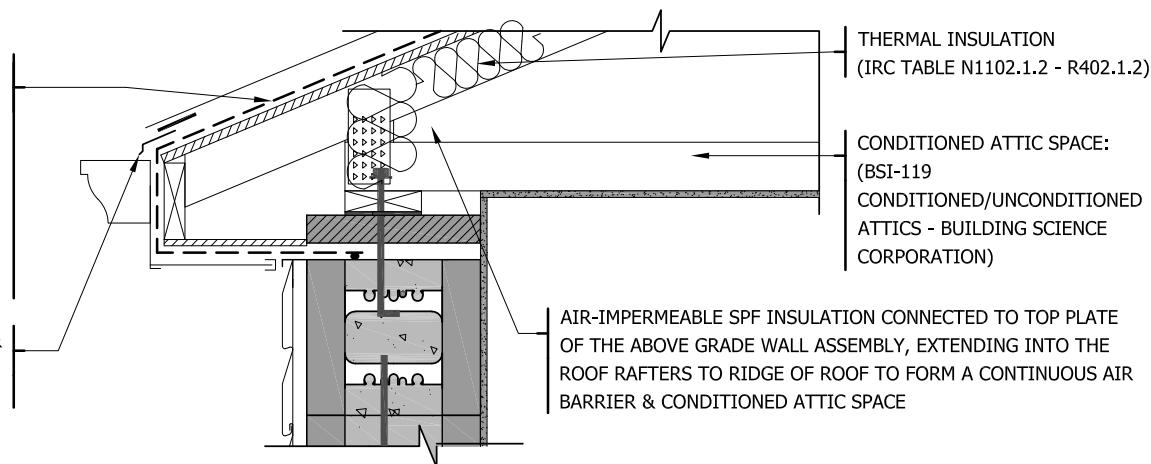 THERMAL INSULATION
(IRC TABLE N1102.1.2 - R402.1.2)
CONDITIONED ATTIC SPACE:
(BSI-119
CONDITIONED/UNCONDITIONED
ATTICS - BUILDING SCIENCE
CORPORATION)
AIR-IMPERMEABLE SPF INSULATION CONNECTED TO TOP PLATE
OF THE ABOVE GRADE WALL ASSEMBLY, EXTENDING INTO THE
ROOF RAFTERS TO RIDGE OF ROOF TO FORM A CONTINUOUS AIR
BARRIER & CONDITIONED ATTIC SPACE